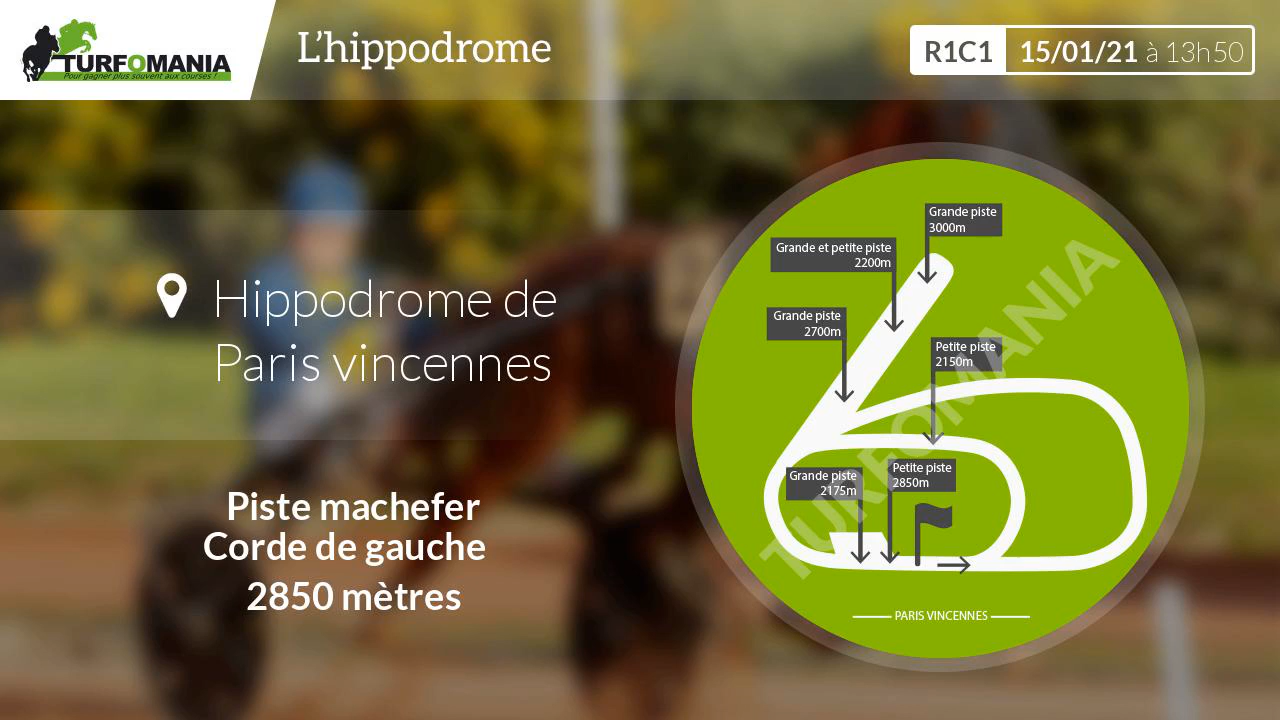 TURFOMANIA
Pour gagner plus souvent aux courses !
L'hippodrome
R1C1 15/01/21 à 13h50
Hippodrome de
Paris vincennes
Piste machefer
Corde de gauche
2850 mètres
Grande piste
3000m
Grande et petite piste
2200m
Grande piste
2700m
Petite piste
2150m
Grande piste
2175m
Petite piste
2850m
TURFOMANIA
PARIS VINCENNES